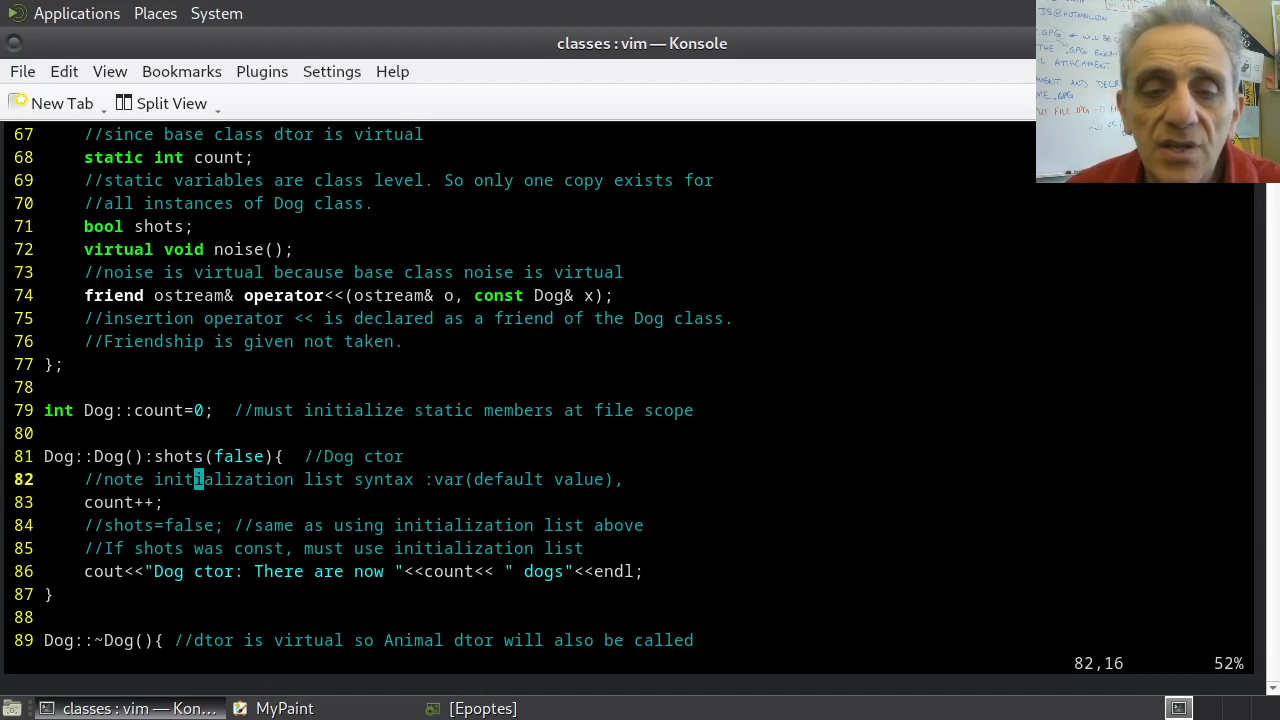 Applications Places System
classes : vim — Konsole
File Edit View Bookmarks Plugins Settings Help
New Tab Split View
67 //since base class dtor is virtual
68 static int count;
69 //static variables are class level. So only one copy exists for
70 //all instances of Dog class.
71 bool shots;
72 virtual void noise();
73 //noise is virtual because base class noise is virtual
74 friend ostream& operator<<(ostream& o, const Dog& x);
75 //insertion operator << is declared as a friend of the Dog class.
76 //Friendship is given not taken.
77 };
78
79 int Dog::count=0; //must initialize static members at file scope
80
81 Dog::Dog():shots(false){ //Dog ctor
82 //note initialization list syntax :var(default value),
83 count++;
84 //shots=false; //same as using initialization list above
85 //If shots was const, must use initialization list
86 cout<<"Dog ctor: There are now "<<count<< " dogs"<<endl;
87 }
88
89 Dog::~Dog(){ //dtor is virtual so Animal dtor will also be called
82,16 52%
classes : vim — Kon... MyPaint [Epoptes]
JS@HOTMAIL.COM
THE .GPG
ATTACHMENT